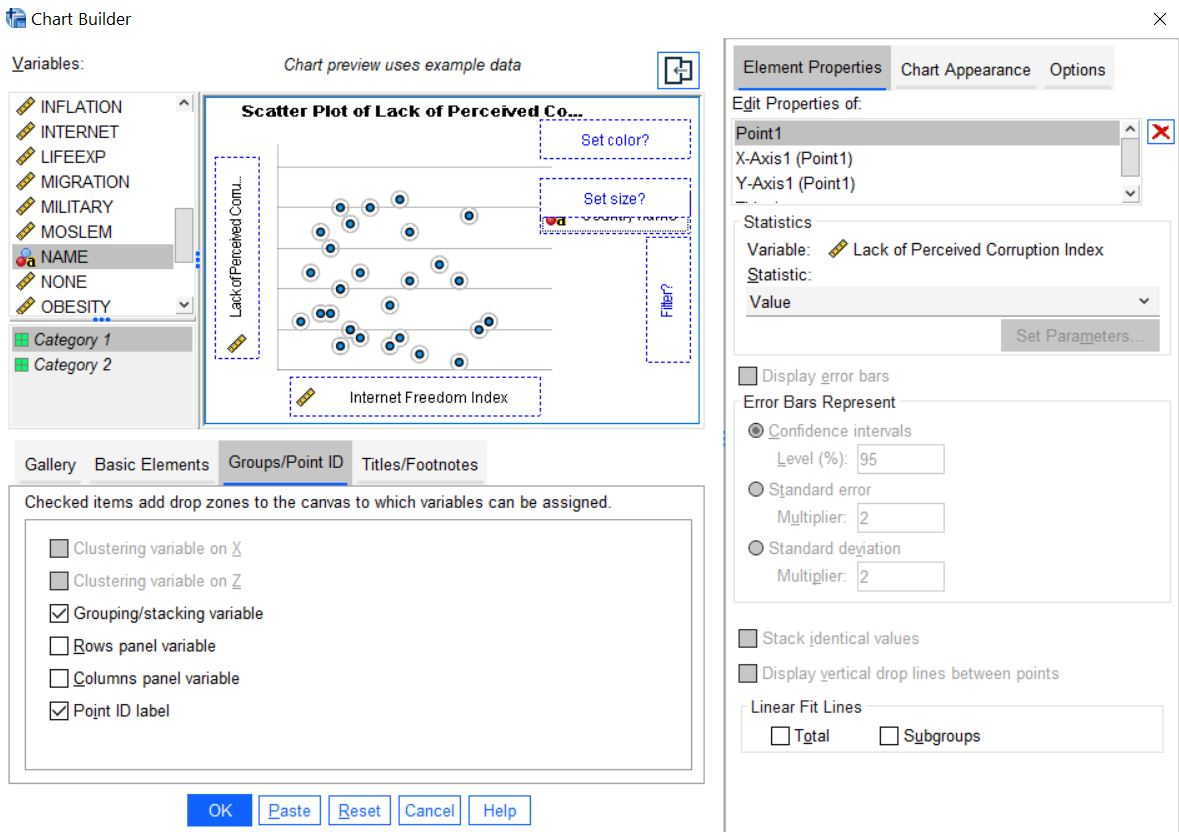 Chart Builder
Variables:
Chart preview uses example data
INFLATION
INTERNET
LIFEEXP
MIGRATION
MILITARY
MOSLEM
NAME
NONE
OBESITY
Category 1
Category 2
Scatter Plot of Lack of Perceived Co...
Set color?
Set size?
Filter?
Lack of Perceived Corru...
Internet Freedom Index
Gallery
Basic Elements
Groups/Point ID
Titles/Footnotes
Checked items add drop zones to the canvas to which variables can be assigned.
Clustering variable on X
Clustering variable on Z
Grouping/stacking variable
Rows panel variable
Columns panel variable
Point ID label
OK
Paste
Reset
Cancel
Help
Element Properties
Chart Appearance
Options
Edit Properties of:
Point1
X-Axis1 (Point1)
Y-Axis1 (Point1)
Statistics
Variable: Lack of Perceived Corruption Index
Statistic:
Value
Set Parameters...
Display error bars
Error Bars Represent
Confidence intervals
Level (%): 95
Standard error
Multiplier: 2
Standard deviation
Multiplier: 2
Stack identical values
Display vertical drop lines between points
Linear Fit Lines
Total
Subgroups